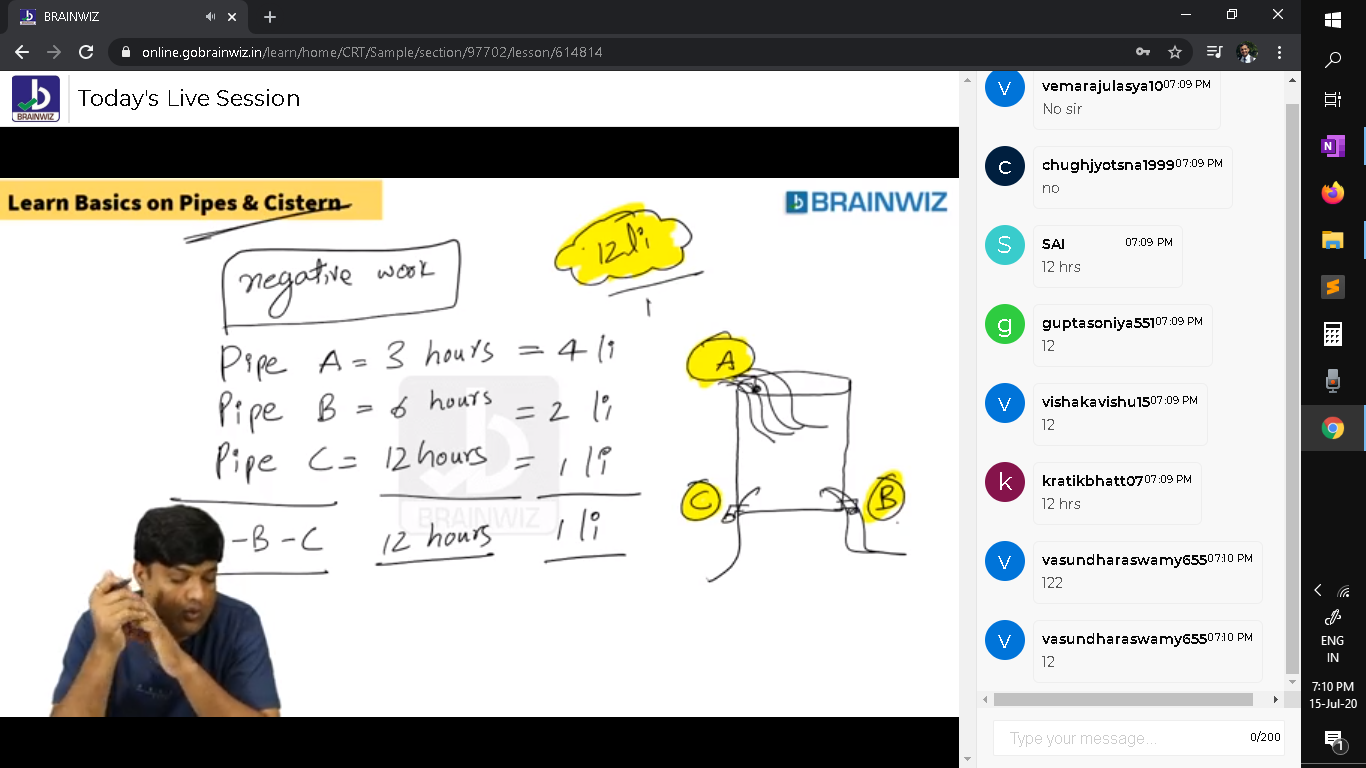 BRAINWIZ
online.gobrainwiz.in/learn/home/CRT/Sample/section/97702/lesson/614814
b
BRAINWIZ
Today's Live Session
Learn Basics on Pipes & Cistern
BRAINWIZ
negative work
12 li
1
Pipe A = 3 hours = 4 li
Pipe B = 6 hours = 2 li
Pipe C = 12 hours = 1 li
-B -C 12 hours 1 li
A
C
B
BRAINWIZ
V
vemarajulasya10 07:09 PM
No sir
c
chughjyotsna1999 07:09 PM
no
S
SAI 07:09 PM
12 hrs
g
guptasoniya551 07:09 PM
12
V
vishakavishu15 07:09 PM
12
k
kratikbhatt07 07:09 PM
12 hrs
V
vasundharaswamy655 07:10 PM
122
V
vasundharaswamy655 07:10 PM
12
Type your message... 0/200
N
S
ENG
IN
7:10 PM
15-Jul-20
1